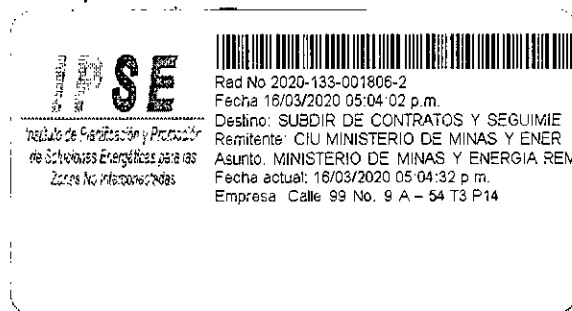 IPSE
Instituto de Planificación y Promoción
de Soluciones Energéticas para las
Zonas No Interconectadas
Rad No 2020-133-001806-2
Fecha 16/03/2020 05:04:02 p.m.
Destino: SUBDIR DE CONTRATOS Y SEGUIMIE
Remitente: CIU MINISTERIO DE MINAS Y ENER
Asunto. MINISTERIO DE MINAS Y ENERGIA REM
Fecha actual: 16/03/2020 05:04:32 p m.
Empresa Calle 99 No. 9 A – 54 T3 P14